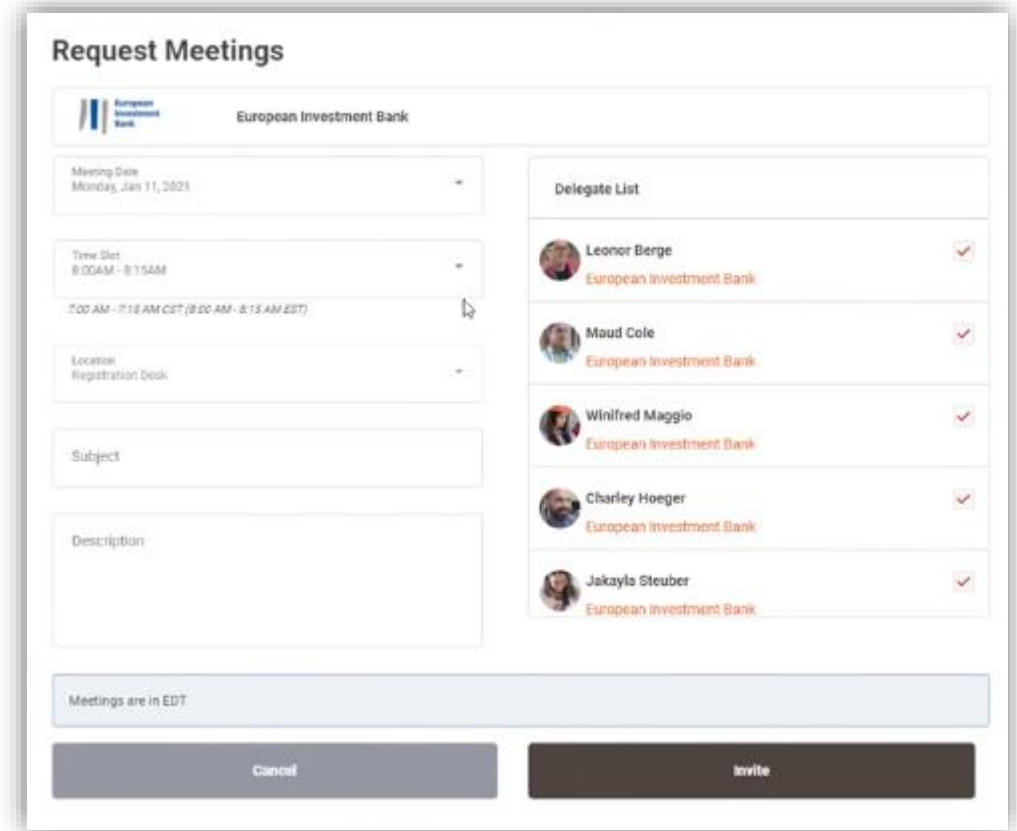 Request Meetings
European
Investment
Bank
European Investment Bank
Meeting Date
Monday, Jan 11, 2021
Time Slot
8:00AM - 8:15AM
7:00 AM - 7:15 AM CST (8:00 AM - 8:15 AM EST)
Location
Registration Desk
Subject
Description
Delegate List
Leonor Berge
European Investment Bank
Maud Cole
European Investment Bank
Winifred Maggio
European Investment Bank
Charley Hoeger
European Investment Bank
Jakayla Steuber
European Investment Bank
Meetings are in EDT
Cancel
Invite